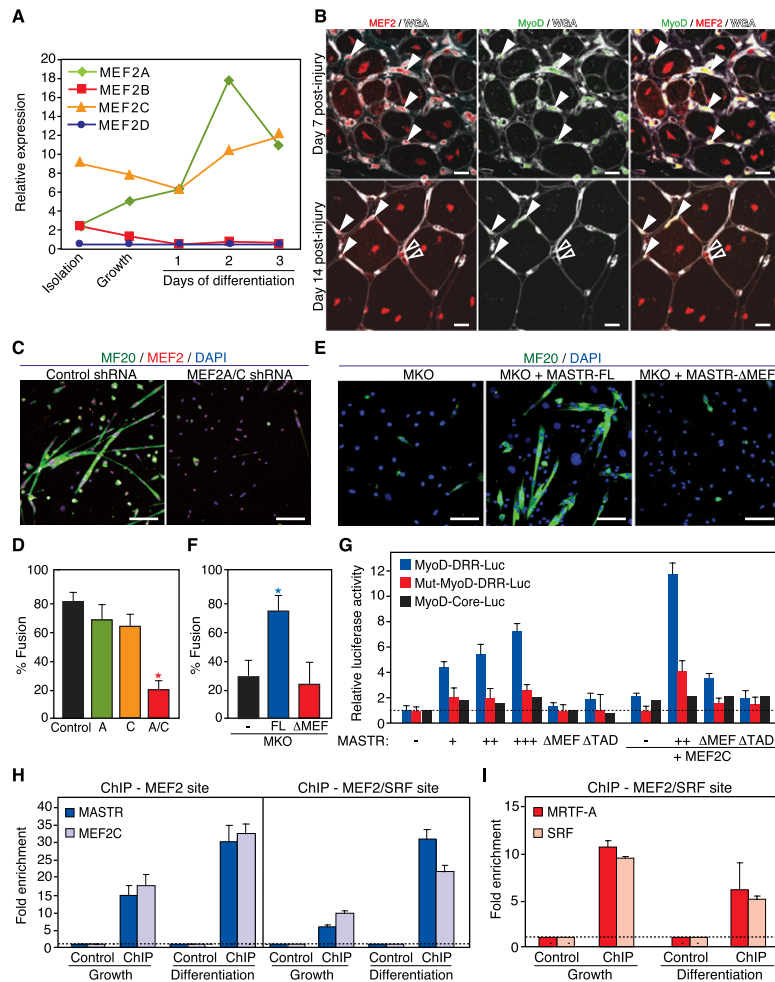 A
Relative expression
20
18
16
14
12
10
8
6
4
2
0
MEF2A
MEF2B
MEF2C
MEF2D
Isolation
Growth
1
2
3
Days of differentiation
B
MEF2 / WGA
MyoD / WGA
MyoD / MEF2 / WGA
Day 7 post-injury
Day 14 post-injury
C
MF20 / MEF2 / DAPI
Control shRNA
MEF2A/C shRNA
E
MF20 / DAPI
MKO
MKO + MASTR-FL
MKO + MASTR-ΔMEF
D
% Fusion
100
80
60
40
20
0
Control
A
C
A/C
F
% Fusion
100
80
60
40
20
0
-
FL
ΔMEF
MKO
G
Relative luciferase activity
12
10
8
6
4
2
0
MyoD-DRR-Luc
Mut-MyoD-DRR-Luc
MyoD-Core-Luc
MASTR: - + ++ +++ ΔMEF ΔTAD - ++ ΔMEF ΔTAD
+ MEF2C
H
ChIP - MEF2 site
ChIP - MEF2/SRF site
Fold enrichment
40
35
30
25
20
15
10
5
0
MASTR
MEF2C
Control ChIP Control ChIP Control ChIP Control ChIP
Growth Differentiation Growth Differentiation
I
ChIP - MEF2/SRF site
Fold enrichment
15
10
5
0
MRTF-A
SRF
Control ChIP Control ChIP
Growth Differentiation